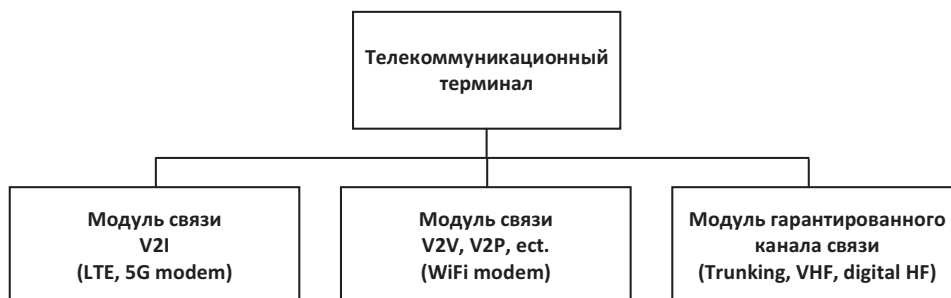 Телекоммуникационный
терминал
Модуль связи
V2I
(LTE, 5G modem)
Модуль связи
V2V, V2P, ect.
(WiFi modem)
Модуль гарантированного
канала связи
(Trunking, VHF, digital HF)